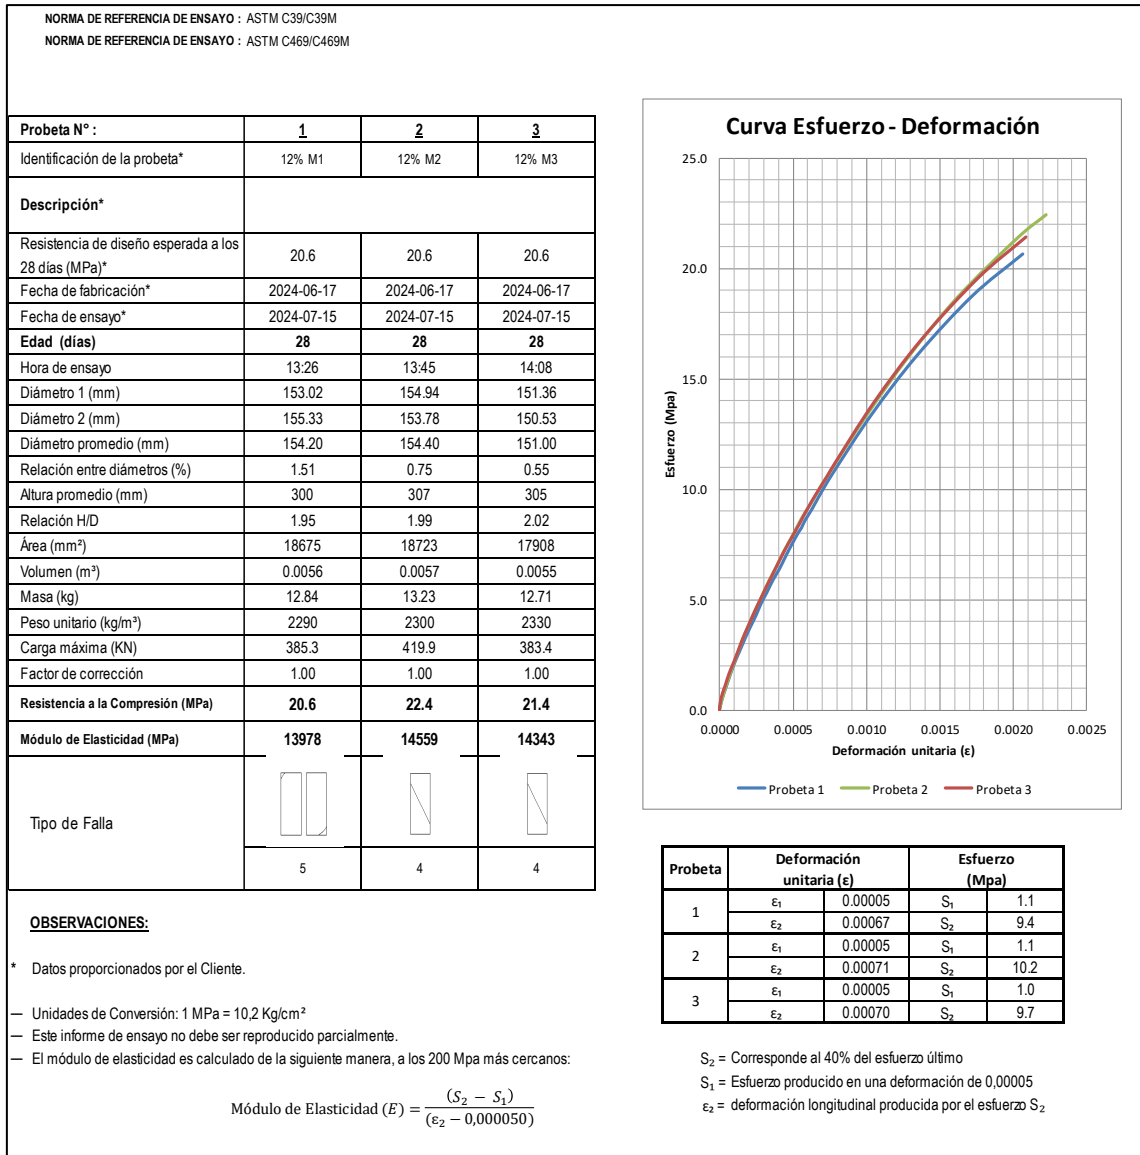 NORMA DE REFERENCIA DE ENSAYO : ASTM C39/C39M
NORMA DE REFERENCIA DE ENSAYO : ASTM C469/C469M
Probeta N° : 1 2 3
Identificación de la probeta* 12% M1 12% M2 12% M3
Descripción*
Resistencia de diseño esperada a los
28 días (MPa)* 20.6 20.6 20.6
Fecha de fabricación* 2024-06-17 2024-06-17 2024-06-17
Fecha de ensayo* 2024-07-15 2024-07-15 2024-07-15
Edad (días) 28 28 28
Hora de ensayo 13:26 13:45 14:08
Diámetro 1 (mm) 153.02 154.94 151.36
Diámetro 2 (mm) 155.33 153.78 150.53
Diámetro promedio (mm) 154.20 154.40 151.00
Relación entre diámetros (%) 1.51 0.75 0.55
Altura promedio (mm) 300 307 305
Relación H/D 1.95 1.99 2.02
Área (mm²) 18675 18723 17908
Volumen (m³) 0.0056 0.0057 0.0055
Masa (kg) 12.84 13.23 12.71
Peso unitario (kg/m³) 2290 2300 2330
Carga máxima (KN) 385.3 419.9 383.4
Factor de corrección 1.00 1.00 1.00
Resistencia a la Compresión (MPa) 20.6 22.4 21.4
Módulo de Elasticidad (MPa) 13978 14559 14343
Tipo de Falla
5 4 4
Curva Esfuerzo - Deformación
25.0
20.0
15.0
10.0
5.0
0.0
Esfuerzo (Mpa)
0.0000 0.0005 0.0010 0.0015 0.0020 0.0025
Deformación unitaria (ε)
Probeta 1 Probeta 2 Probeta 3
Probeta Deformación unitaria (ε) Esfuerzo (Mpa)
1 ε₁ 0.00005 S₁ 1.1
ε₂ 0.00067 S₂ 9.4
2 ε₁ 0.00005 S₁ 1.1
ε₂ 0.00071 S₂ 10.2
3 ε₁ 0.00005 S₁ 1.0
ε₂ 0.00070 S₂ 9.7
S₂ = Corresponde al 40% del esfuerzo último
S₁ = Esfuerzo producido en una deformación de 0,00005
ε₂ = deformación longitudinal producida por el esfuerzo S₂
OBSERVACIONES:
* Datos proporcionados por el Cliente.
— Unidades de Conversión: 1 MPa = 10,2 Kg/cm²
— Este informe de ensayo no debe ser reproducido parcialmente.
— El módulo de elasticidad es calculado de la siguiente manera, a los 200 Mpa más cercanos:
Módulo de Elasticidad (E) = (S₂ − S₁) / (ε₂ − 0,000050)